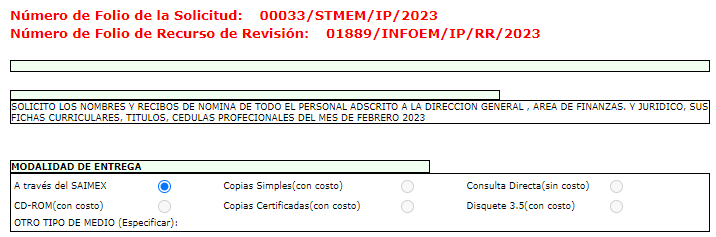 Número de Folio de la Solicitud: 00033/STMEM/IP/2023
Número de Folio de Recurso de Revisión: 01889/INFOEM/IP/RR/2023
SOLICITO LOS NOMBRES Y RECIBOS DE NOMINA DE TODO EL PERSONAL ADSCRITO A LA DIRECCION GENERAL , AREA DE FINANZAS. Y JURIDICO, SUS
FICHAS CURRICULARES, TITULOS, CEDULAS PROFECIONALES DEL MES DE FEBRERO 2023
MODALIDAD DE ENTREGA
A través del SAIMEX Copias Simples(con costo) Consulta Directa(sin costo)
CD-ROM(con costo) Copias Certificadas(con costo) Disquete 3.5(con costo)
OTRO TIPO DE MEDIO (Especificar):